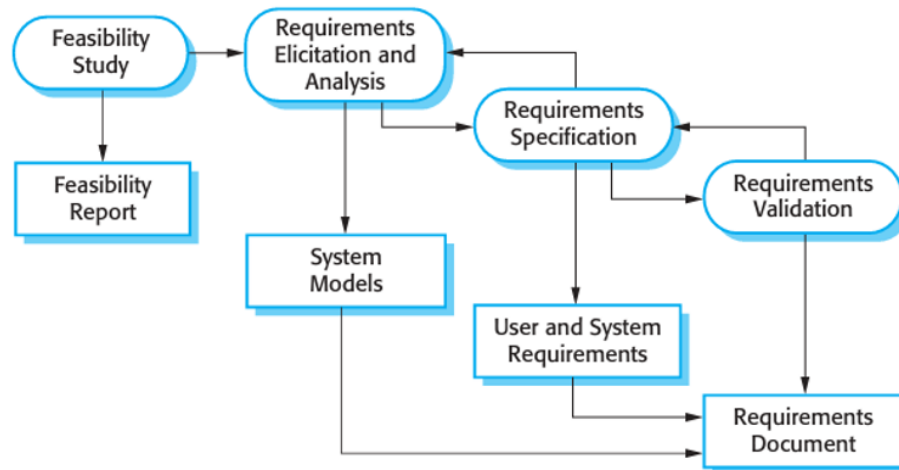 Feasibility
Study
Requirements
Elicitation and
Analysis
Requirements
Specification
Requirements
Validation
Feasibility
Report
System
Models
User and System
Requirements
Requirements
Document